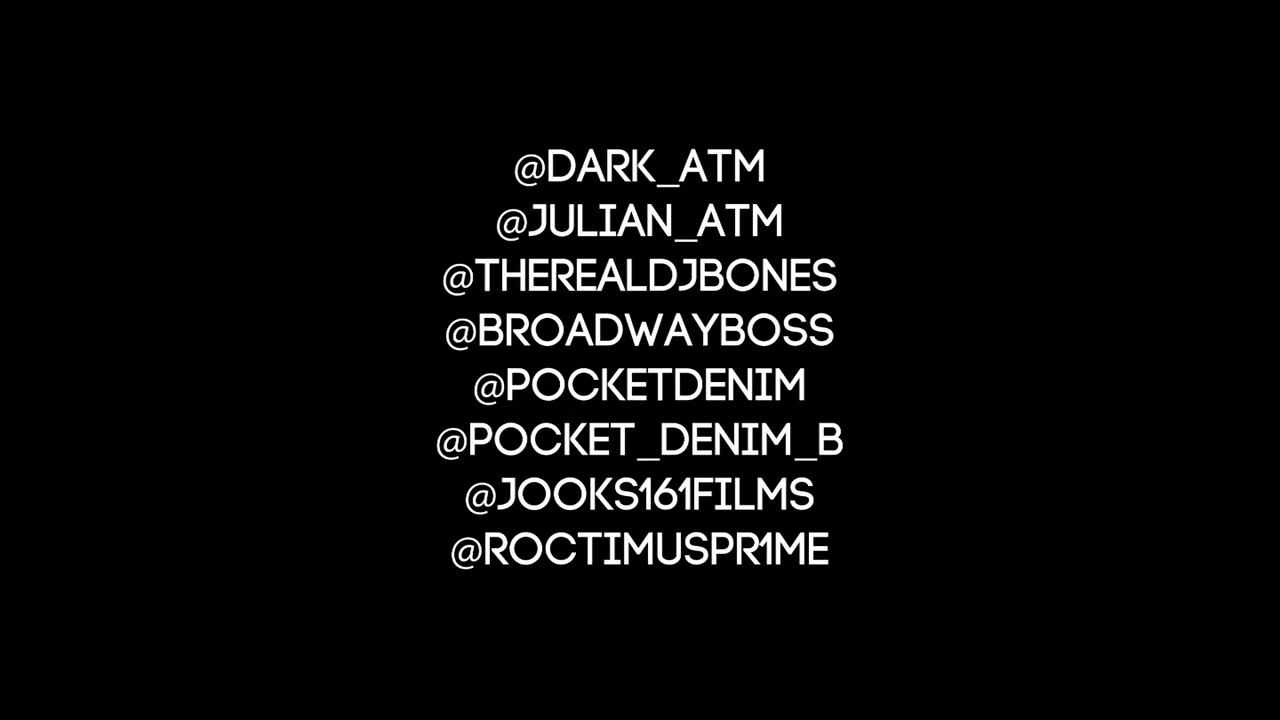 @DARK_ATM
@JULIAN_ATM
@THEREALDJBONES
@BROADWAYBOSS
@POCKETDENIM
@POCKET_DENIM_B
@JOOKS161FILMS
@ROCTIMUSPR1ME